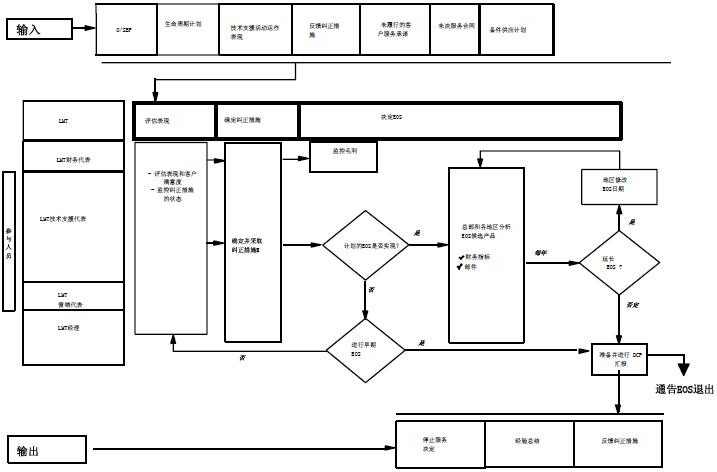 输入
O/SBP
生命周期计划
技术支援活动运作
表现
反馈纠正措
施
未履行的客
户服务承诺
未决服务合同
备件供应计划
LMT
评估表现
确定纠正措施
决定EOS
LMT财务代表
- 评估表现和客户
满意度
- 监控纠正措施
的状态
监控毛利
地区修改
EOS日期
参与人员
LMT技术支援代表
确定并采取
纠正措施B
计划的EOS是否实现?
是
总部和各地区分析
EOS候选产品
财务指标
邮件
每年
延长
EOS ?
是
否
否定
LMT
营销代表
LMT经理
进行早期
EOS
是
否
准备并进行 DCP
汇报
通告EOS退出
输出
停止服务
决定
经验总结
反馈纠正措施